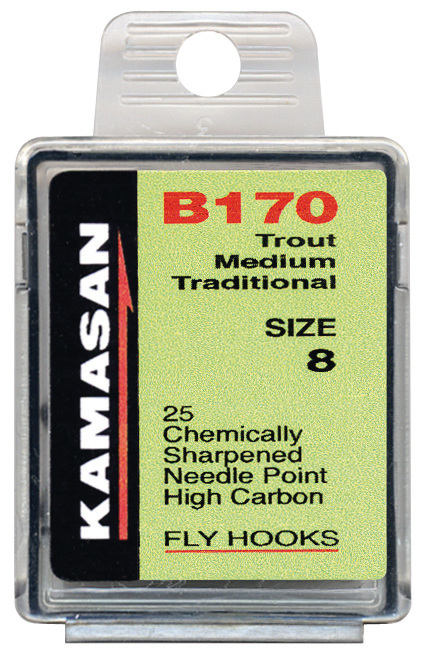 KAMASAN
B170
Trout
Medium
Traditional
SIZE
8
25
Chemically
Sharpened
Needle Point
High Carbon
FLY HOOKS